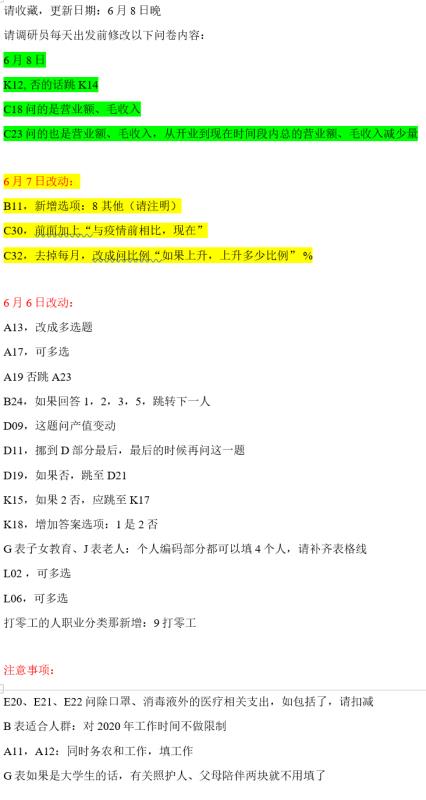 请收藏，更新日期：6 月 8 日晚
请调研员每天出发前修改以下问卷内容：
6 月 8 日
K12, 否的话跳 K14
C18 问的是营业额、毛收入
C23 问的也是营业额、毛收入，从开业到现在时间段内总的营业额、毛收入减少量
6 月 7 日改动：
B11，新增选项：8 其他（请注明）
C30，前面加上“与疫情前相比，现在”
C32，去掉每月，改成问比例“如果上升，上升多少比例” %
6 月 6 日改动：
A13，改成多选题
A17，可多选
A19 否跳 A23
B24，如果回答 1，2，3，5，跳转下一人
D09，这题问产值变动
D11，挪到 D 部分最后，最后的时候再问这一题
D19，如果否，跳至 D21
K15，如果 2 否，应跳至 K17
K18，增加答案选项：1 是 2 否
G 表子女教育、J 表老人：个人编码部分都可以填 4 个人，请补齐表格线
L02 ，可多选
L06，可多选
打零工的人职业分类那新增：9 打零工
注意事项：
E20、E21、E22 问除口罩、消毒液外的医疗相关支出，如包括了，请扣减
B 表适合人群：对 2020 年工作时间不做限制
A11，A12：同时务农和工作，填工作
G 表如果是大学生的话，有关照护人、父母陪伴两块就不用填了